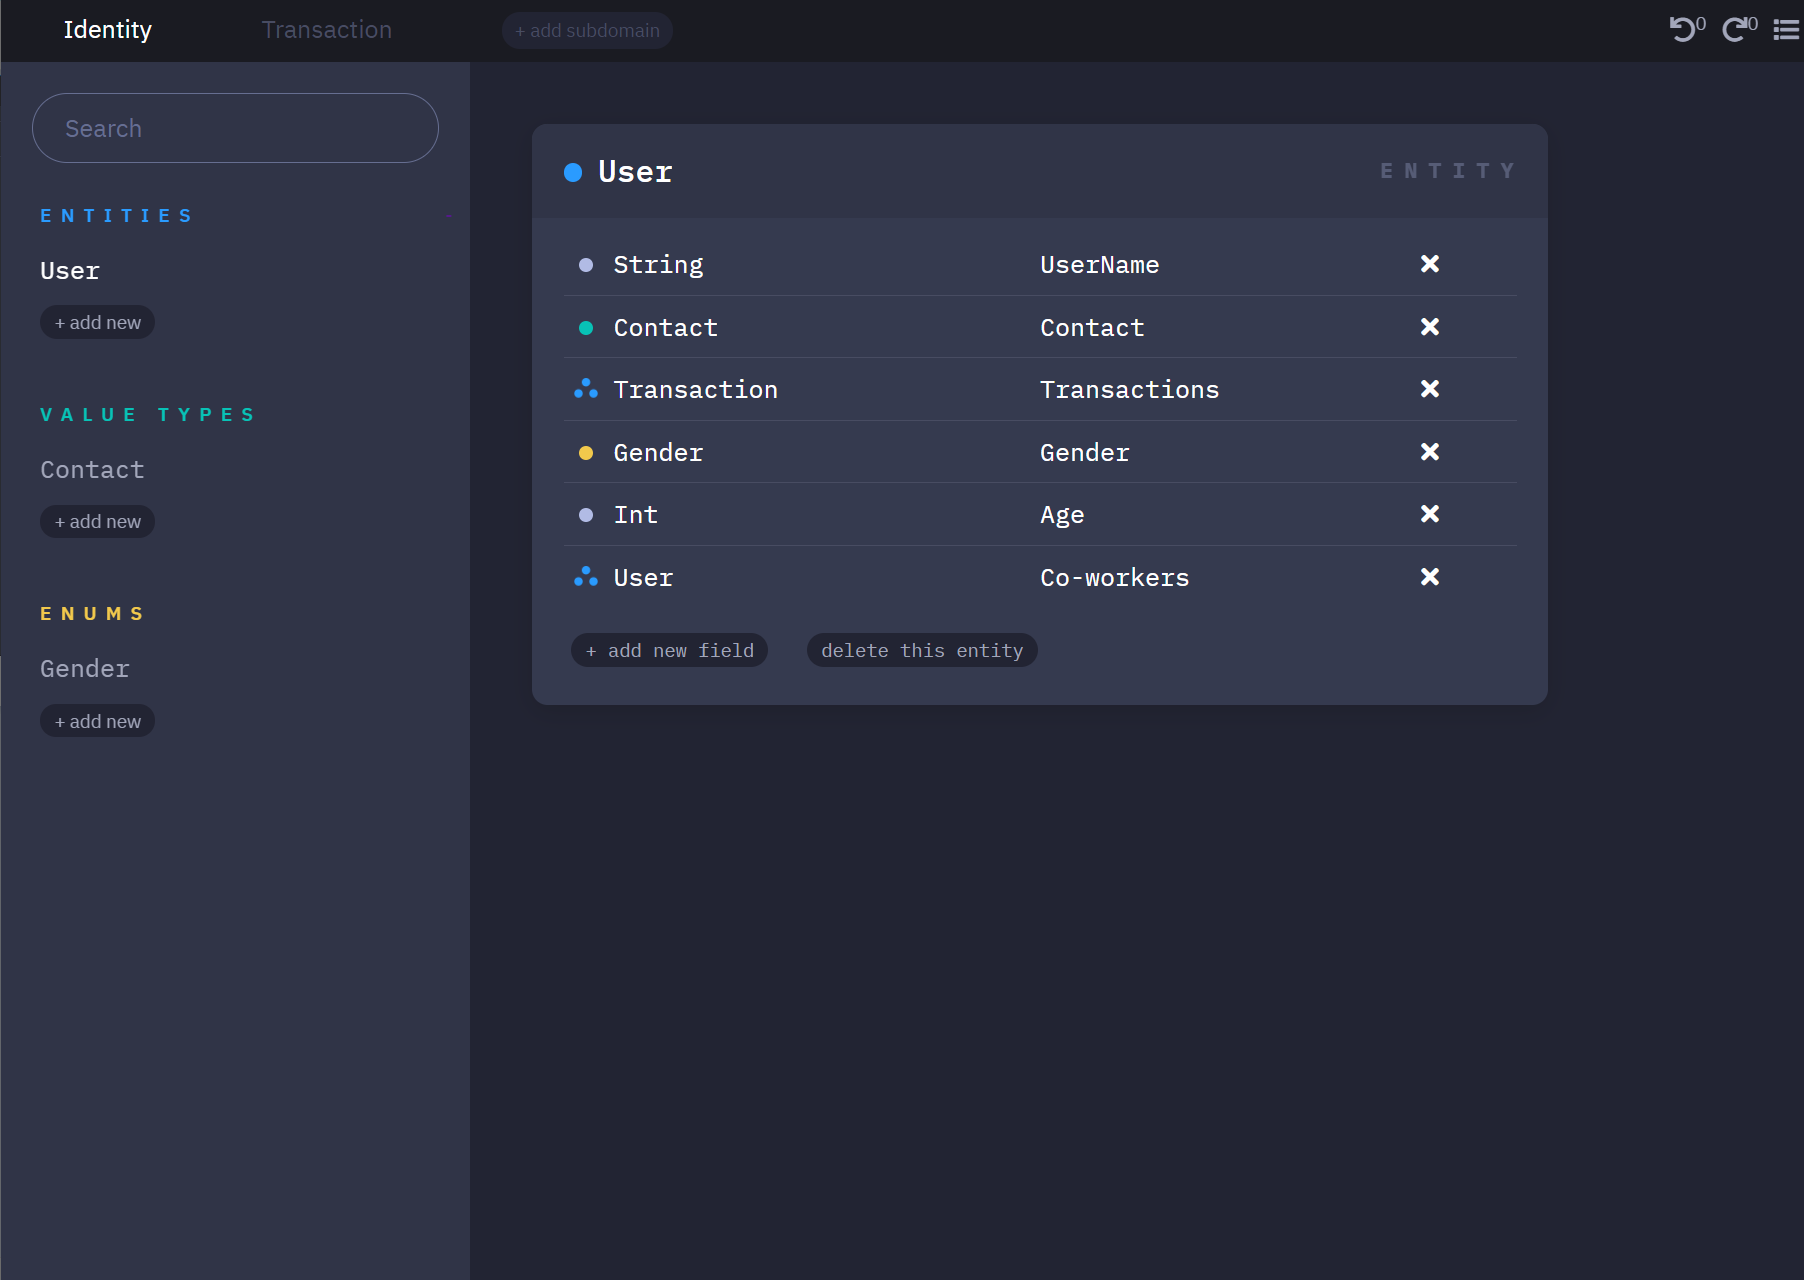 Identity Transaction + add subdomain 0 0
Search
ENTITIES
User
+ add new
VALUE TYPES
Contact
+ add new
ENUMS
Gender
+ add new
User ENTITY
String UserName
Contact Contact
Transaction Transactions
Gender Gender
Int Age
User Co-workers
+ add new field delete this entity